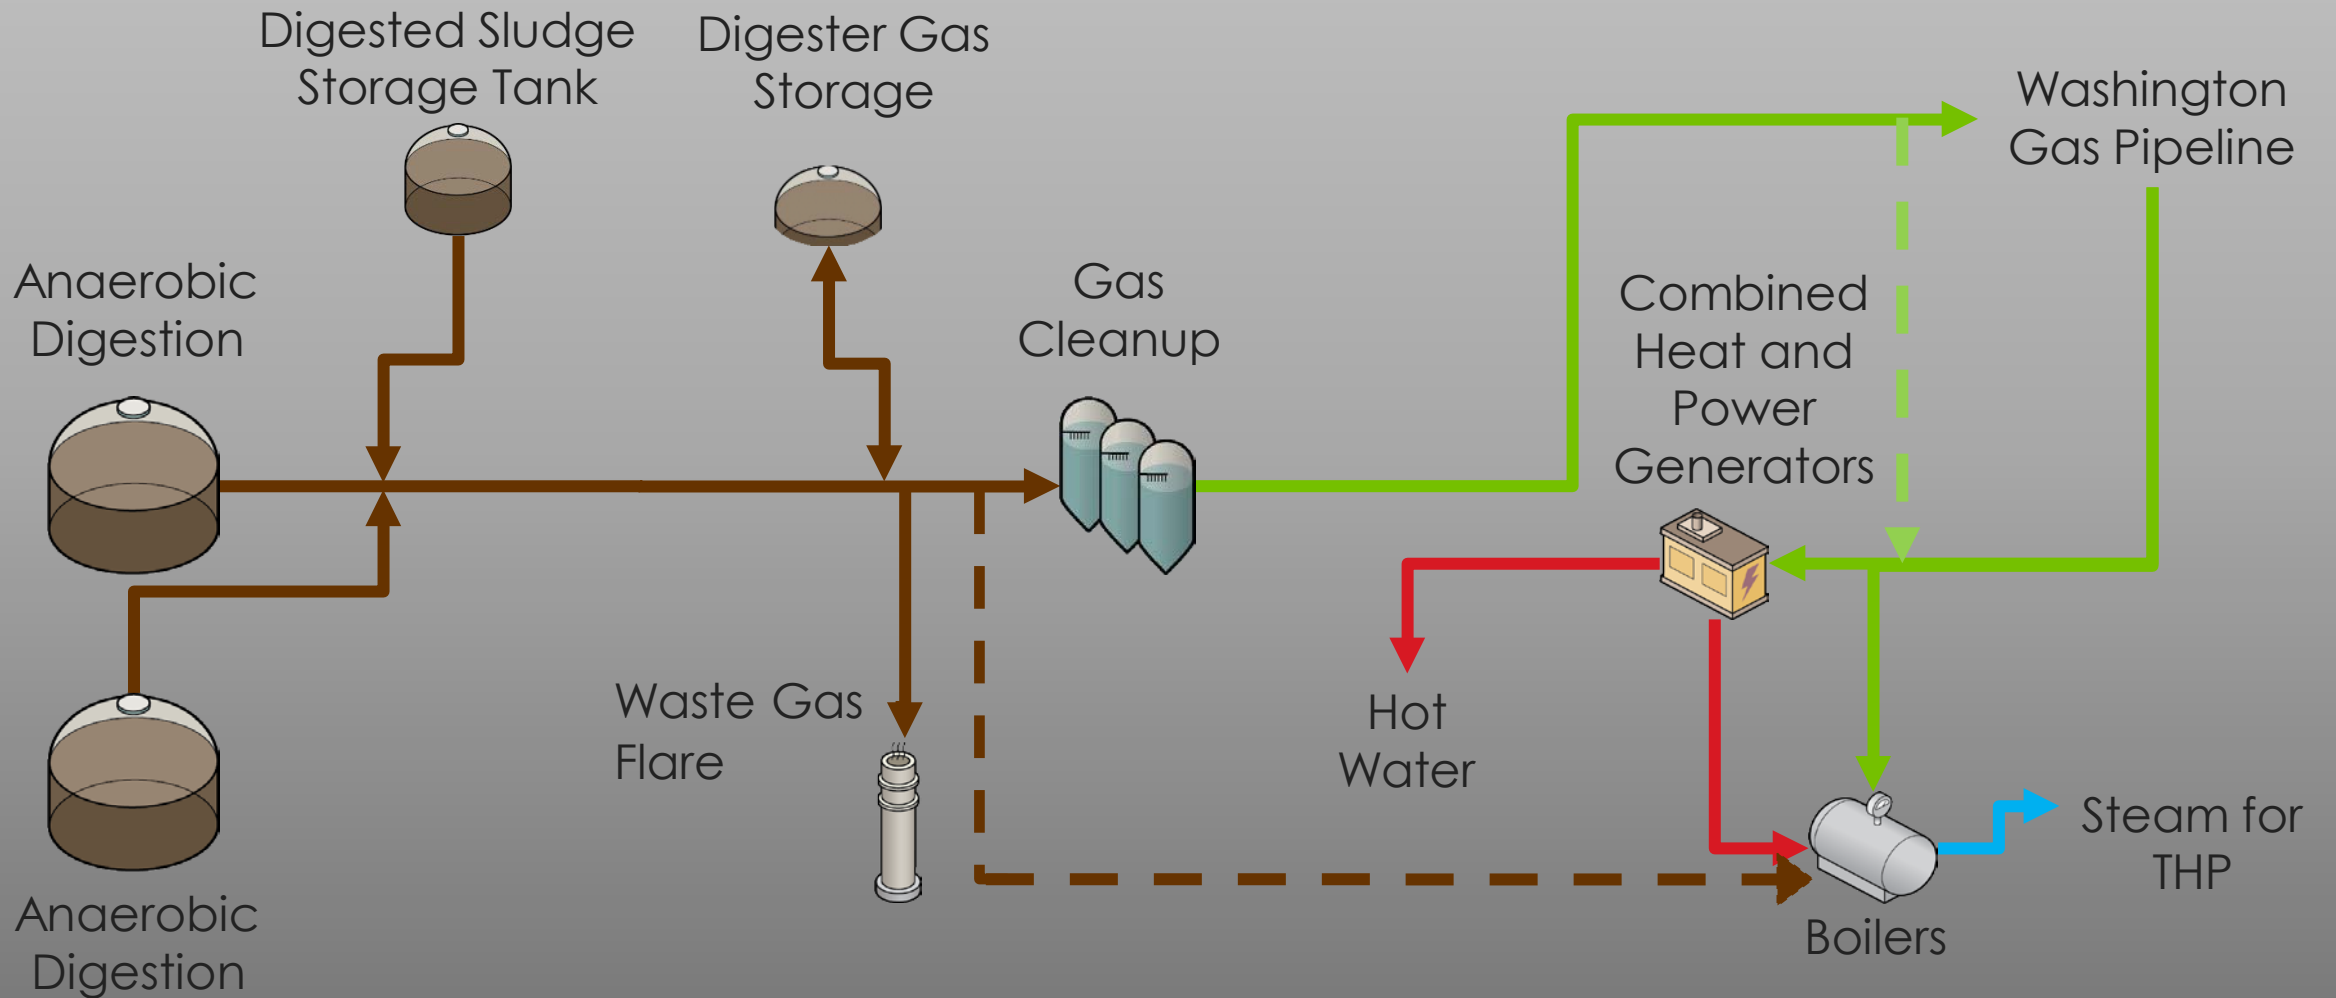 Digested Sludge
Storage Tank
Digester Gas
Storage
Washington
Gas Pipeline
Anaerobic
Digestion
Gas
Cleanup
Combined
Heat and
Power
Generators
Waste Gas
Flare
Hot
Water
Steam for
THP
Anaerobic
Digestion
Boilers